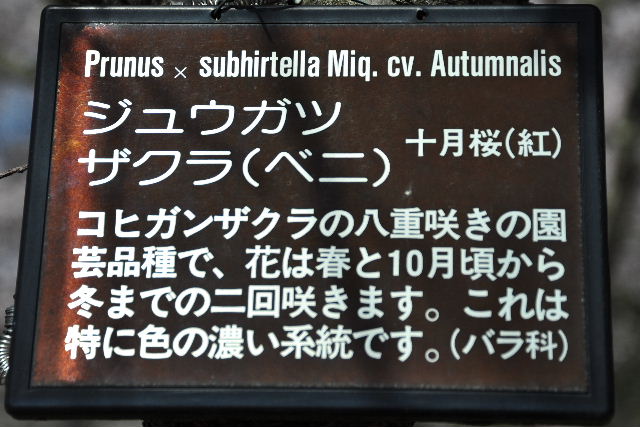 Prunus × subhirtella Miq. cv. Autumnalis
ジュウガツ
ザクラ(ベニ) 十月桜(紅)
コヒガンザクラの八重咲きの園
芸品種で、花は春と10月頃から
冬までの二回咲きます。これは
特に色の濃い系統です。(バラ科)